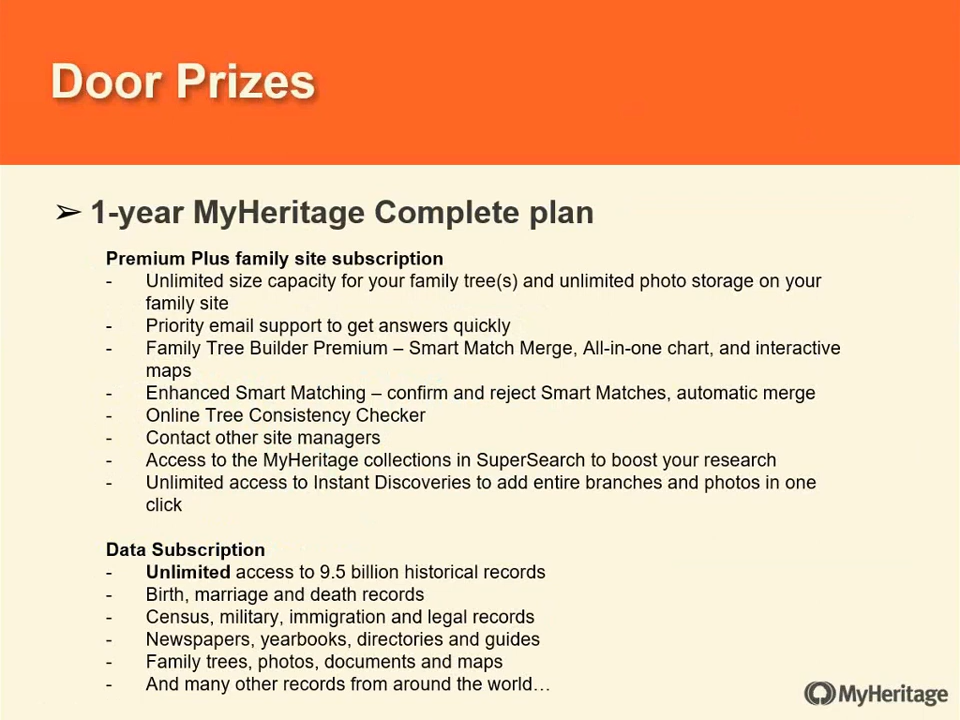 Door Prizes
➢ 1-year MyHeritage Complete plan
Premium Plus family site subscription
- Unlimited size capacity for your family tree(s) and unlimited photo storage on your
family site
- Priority email support to get answers quickly
- Family Tree Builder Premium – Smart Match Merge, All-in-one chart, and interactive
maps
- Enhanced Smart Matching – confirm and reject Smart Matches, automatic merge
- Online Tree Consistency Checker
- Contact other site managers
- Access to the MyHeritage collections in SuperSearch to boost your research
- Unlimited access to Instant Discoveries to add entire branches and photos in one
click
Data Subscription
- Unlimited access to 9.5 billion historical records
- Birth, marriage and death records
- Census, military, immigration and legal records
- Newspapers, yearbooks, directories and guides
- Family trees, photos, documents and maps
- And many other records from around the world…
MyHeritage